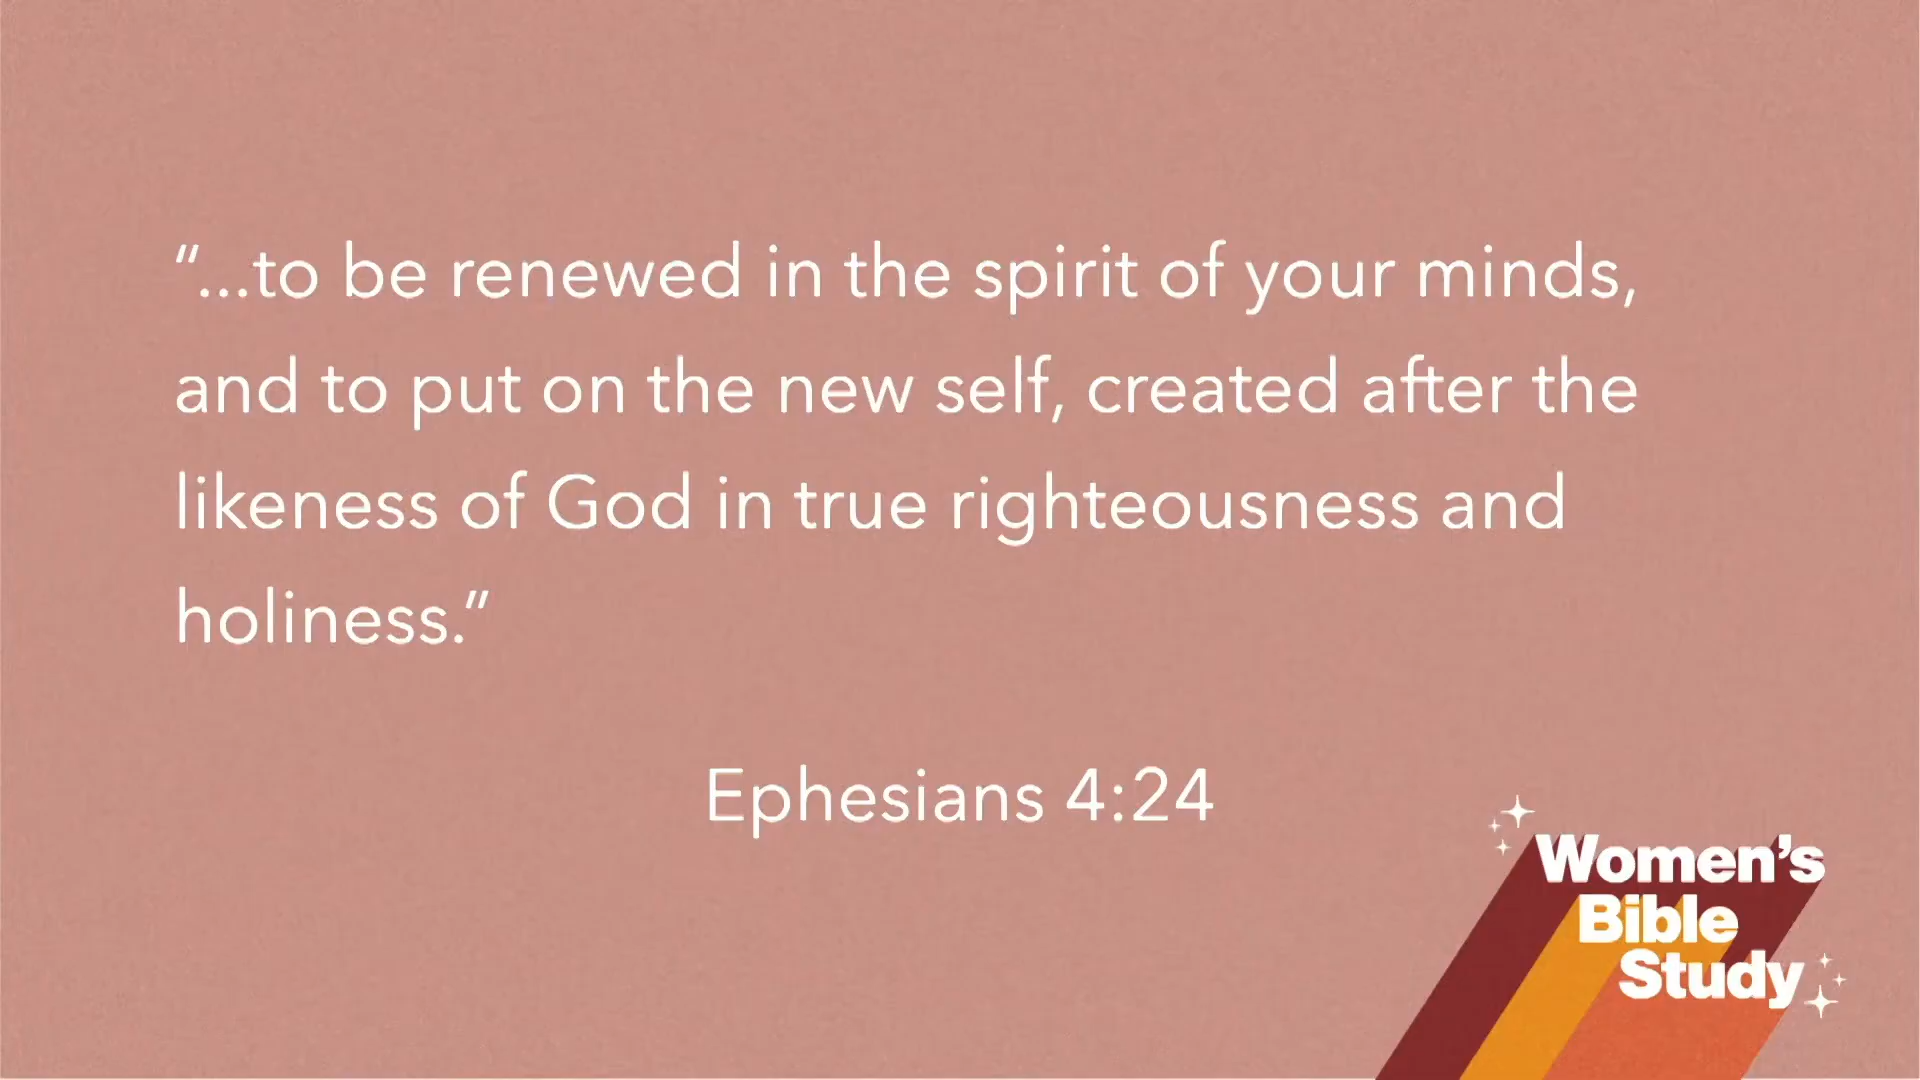 “...to be renewed in the spirit of your minds,
and to put on the new self, created after the
likeness of God in true righteousness and
holiness.”
Ephesians 4:24
Women’s
Bible
Study